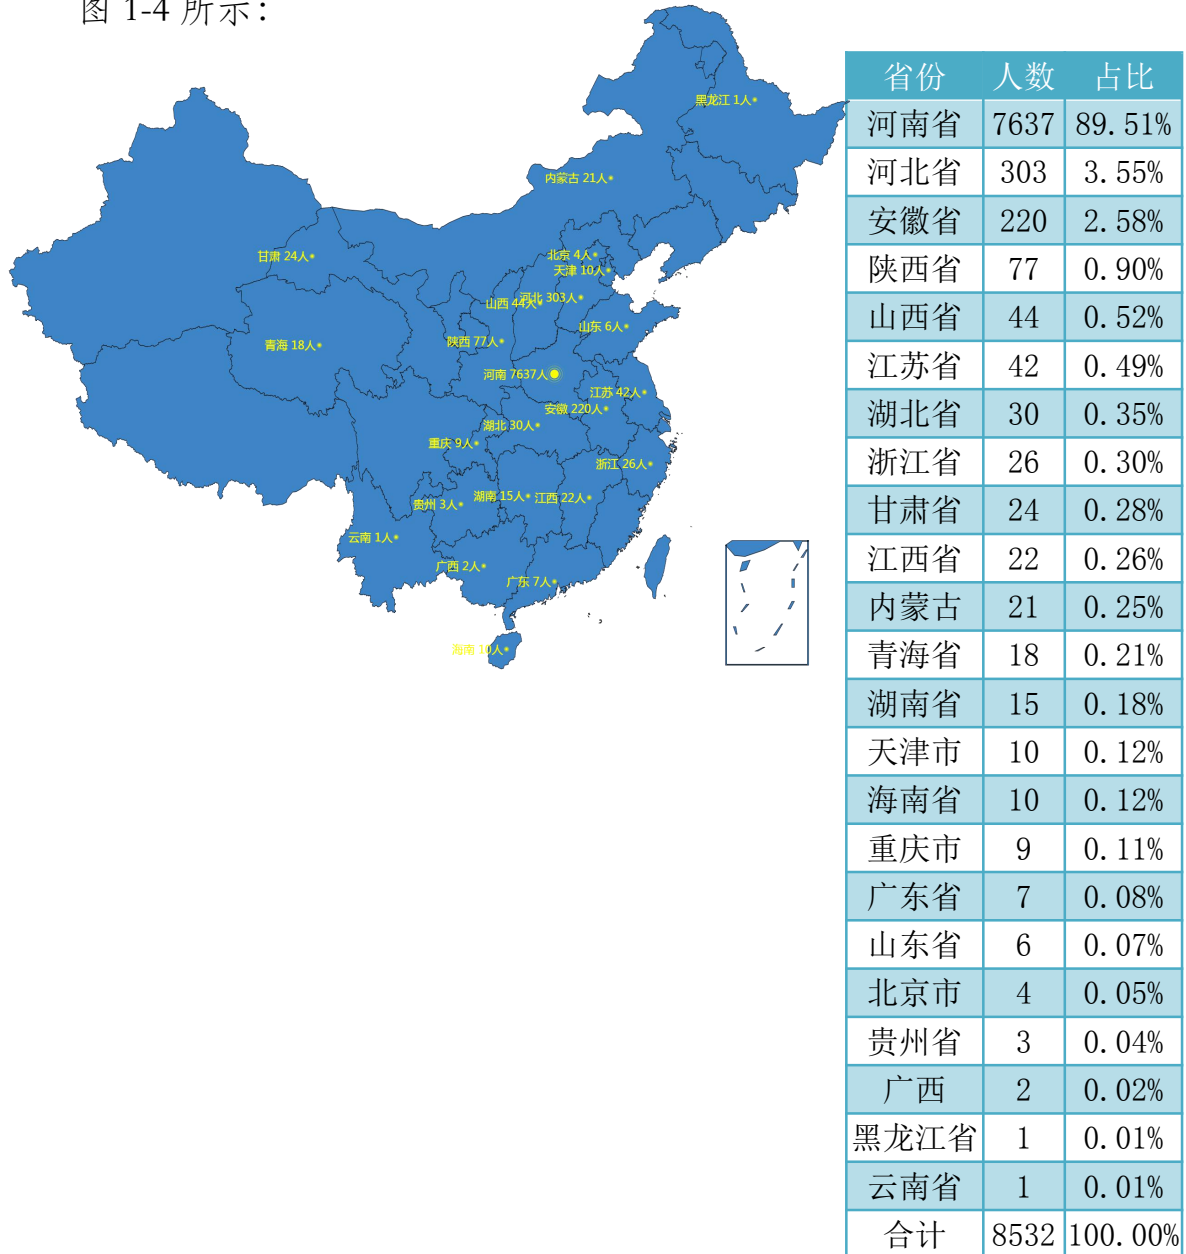 图 1-4 所示：
黑龙江 1人
内蒙古 21人
甘肃 24人
北京 4人
天津 10人
山西 44人
河北 303人
山东 6人
青海 18人
陕西 77人
河南 7637人
江苏 42人
安徽 220人
湖北 30人
重庆 9人
浙江 26人
湖南 15人
江西 22人
贵州 3人
云南 1人
广西 2人
广东 7人
海南 10人
省份 人数 占比
河南省 7637 89.51%
河北省 303 3.55%
安徽省 220 2.58%
陕西省 77 0.90%
山西省 44 0.52%
江苏省 42 0.49%
湖北省 30 0.35%
浙江省 26 0.30%
甘肃省 24 0.28%
江西省 22 0.26%
内蒙古 21 0.25%
青海省 18 0.21%
湖南省 15 0.18%
天津市 10 0.12%
海南省 10 0.12%
重庆市 9 0.11%
广东省 7 0.08%
山东省 6 0.07%
北京市 4 0.05%
贵州省 3 0.04%
广西 2 0.02%
黑龙江省 1 0.01%
云南省 1 0.01%
合计 8532 100.00%